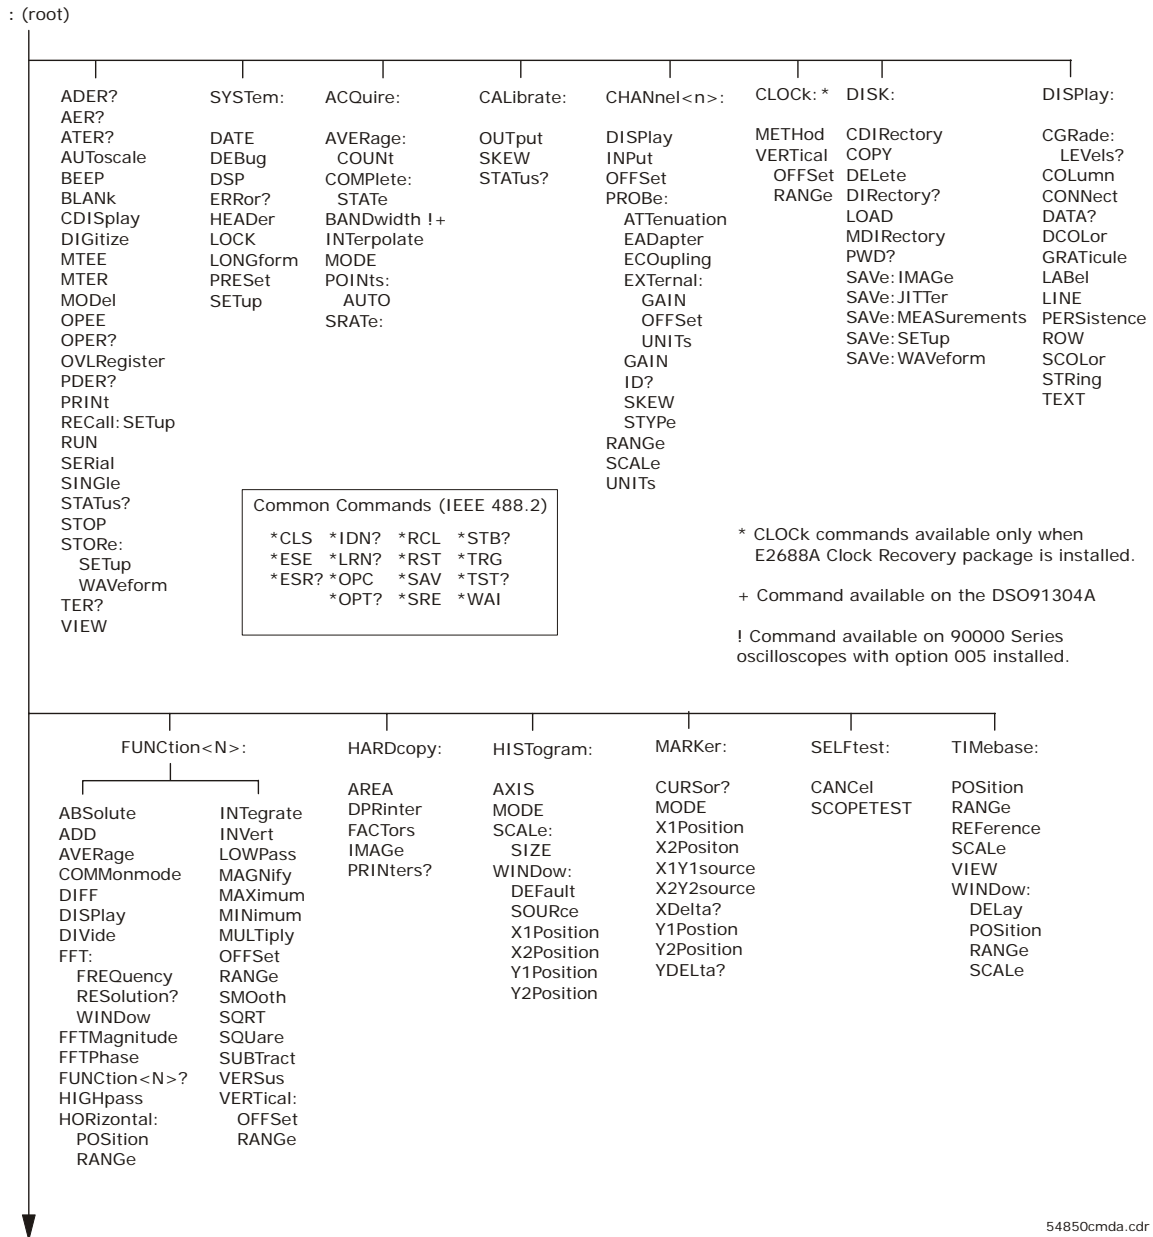 : (root)
ADER?
AER?
ATER?
AUToscale
BEEP
BLANk
CDISplay
DIGitize
MTEE
MTER
MODel
OPEE
OPER?
OVLRegister
PDER?
PRINt
RECall:SETup
RUN
SERial
SINGle
STATus?
STOP
STORe:
SETup
WAVeform
TER?
VIEW
SYSTem:
DATE
DEBug
DSP
ERRor?
HEADer
LOCK
LONGform
PRESet
SETup
ACQuire:
AVERage:
COUNt
COMPlete:
STATe
BANDwidth !+
INTerpolate
MODE
POINts:
AUTO
SRATe:
CALibrate:
OUTput
SKEW
STATus?
CHANnel<n>:
DISPlay
INPut
OFFSet
PROBe:
ATTenuation
EADapter
ECOupling
EXTernal:
GAIN
OFFSet
UNITs
GAIN
ID?
SKEW
STYPe
RANGe
SCALe
UNITs
CLOCk: *
METHod
VERTical
OFFSet
RANGe
DISK:
CDIRectory
COPY
DELete
DIRectory?
LOAD
MDIRectory
PWD?
SAVe:IMAGe
SAVe:JITTer
SAVe:MEASurements
SAVe:SETup
SAVe:WAVeform
DISPlay:
CGRade:
LEVels?
COLumn
CONNect
DATA?
DCOLor
GRATicule
LABel
LINE
PERSistence
ROW
SCOLor
STRing
TEXT
Common Commands (IEEE 488.2)
*CLS *IDN? *RCL *STB?
*ESE *LRN? *RST *TRG
*ESR? *OPC *SAV *TST?
*OPT? *SRE *WAI
* CLOCk commands available only when
E2688A Clock Recovery package is installed.
+ Command available on the DSO91304A
! Command available on 90000 Series
oscilloscopes with option 005 installed.
FUNCtion<N>:
ABSolute
ADD
AVERage
COMMonmode
DIFF
DISPlay
DIVide
FFT:
FREQuency
RESolution?
WINDow
FFTMagnitude
FFTPhase
FUNCtion<N>?
HIGHpass
HORizontal:
POSition
RANGe
INTegrate
INVert
LOWPass
MAGNify
MAXimum
MINimum
MULTiply
OFFSet
RANGe
SMOoth
SQRT
SQUare
SUBTract
VERSus
VERTical:
OFFSet
RANGe
HARDcopy:
AREA
DPRinter
FACTors
IMAGe
PRINters?
HISTogram:
AXIS
MODE
SCALe:
SIZE
WINDow:
DEFault
SOURce
X1Position
X2Position
Y1Position
Y2Position
MARKer:
CURSor?
MODE
X1Position
X2Positon
X1Y1source
X2Y2source
XDelta?
Y1Postion
Y2Position
YDELta?
SELFtest:
CANCel
SCOPETEST
TIMebase:
POSition
RANGe
REFerence
SCALe
VIEW
WINDow:
DELay
POSition
RANGe
SCALe
54850cmda.cdr